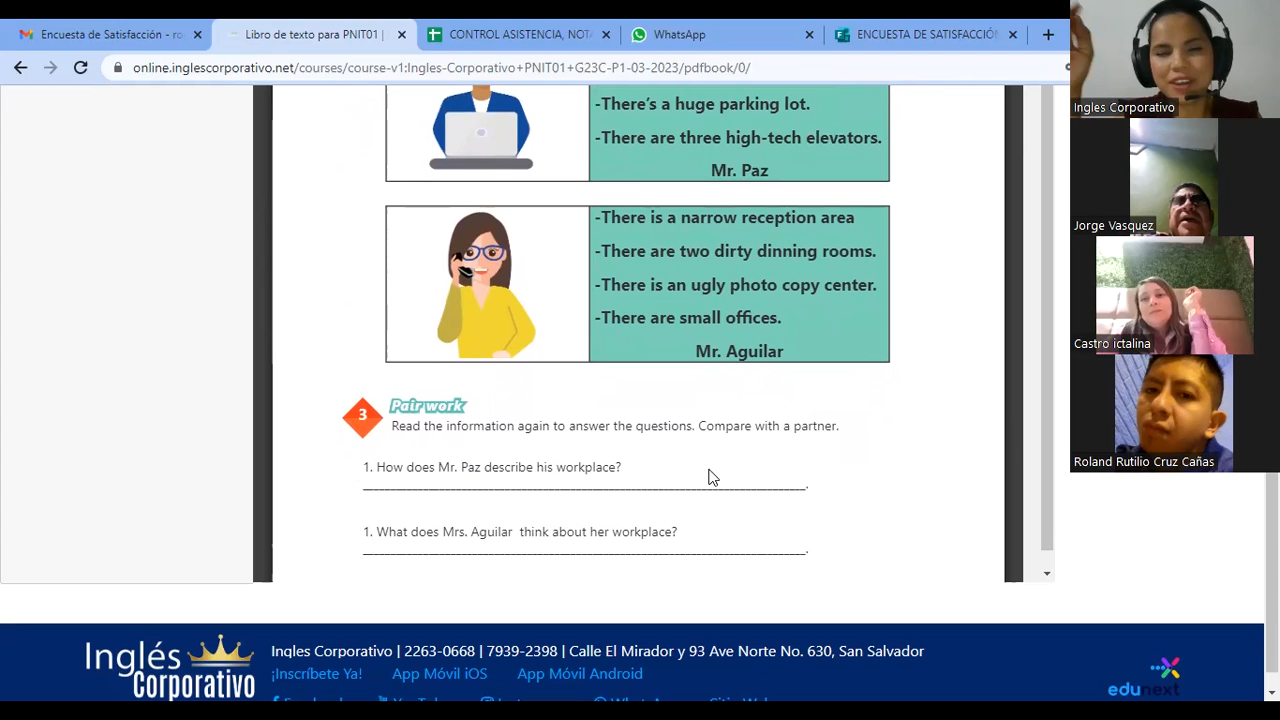 Encuesta de Satisfacción - ro
Libro de texto para PNIT01 |
CONTROL ASISTENCIA, NOTA
WhatsApp
ENCUESTA DE SATISFACCIÓN
online.inglescorporativo.net/courses/course-v1:Ingles-Corporativo+PNIT01+G23C-P1-03-2023/pdfbook/0/
Ingles Corporativo
-There's a huge parking lot.
-There are three high-tech elevators.
Mr. Paz
Jorge Vasquez
-There is a narrow reception area
-There are two dirty dinning rooms.
-There is an ugly photo copy center.
-There are small offices.
Mr. Aguilar
Castro ictalina
3
Pair work
Read the information again to answer the questions. Compare with a partner.
Roland Rutilio Cruz Cañas
1. How does Mr. Paz describe his workplace?
1. What does Mrs. Aguilar think about her workplace?
Inglés
Corporativo
Ingles Corporativo | 2263-0668 | 7939-2398 | Calle El Mirador y 93 Ave Norte No. 630, San Salvador
¡Inscríbete Ya! App Móvil iOS App Móvil Android
edunext